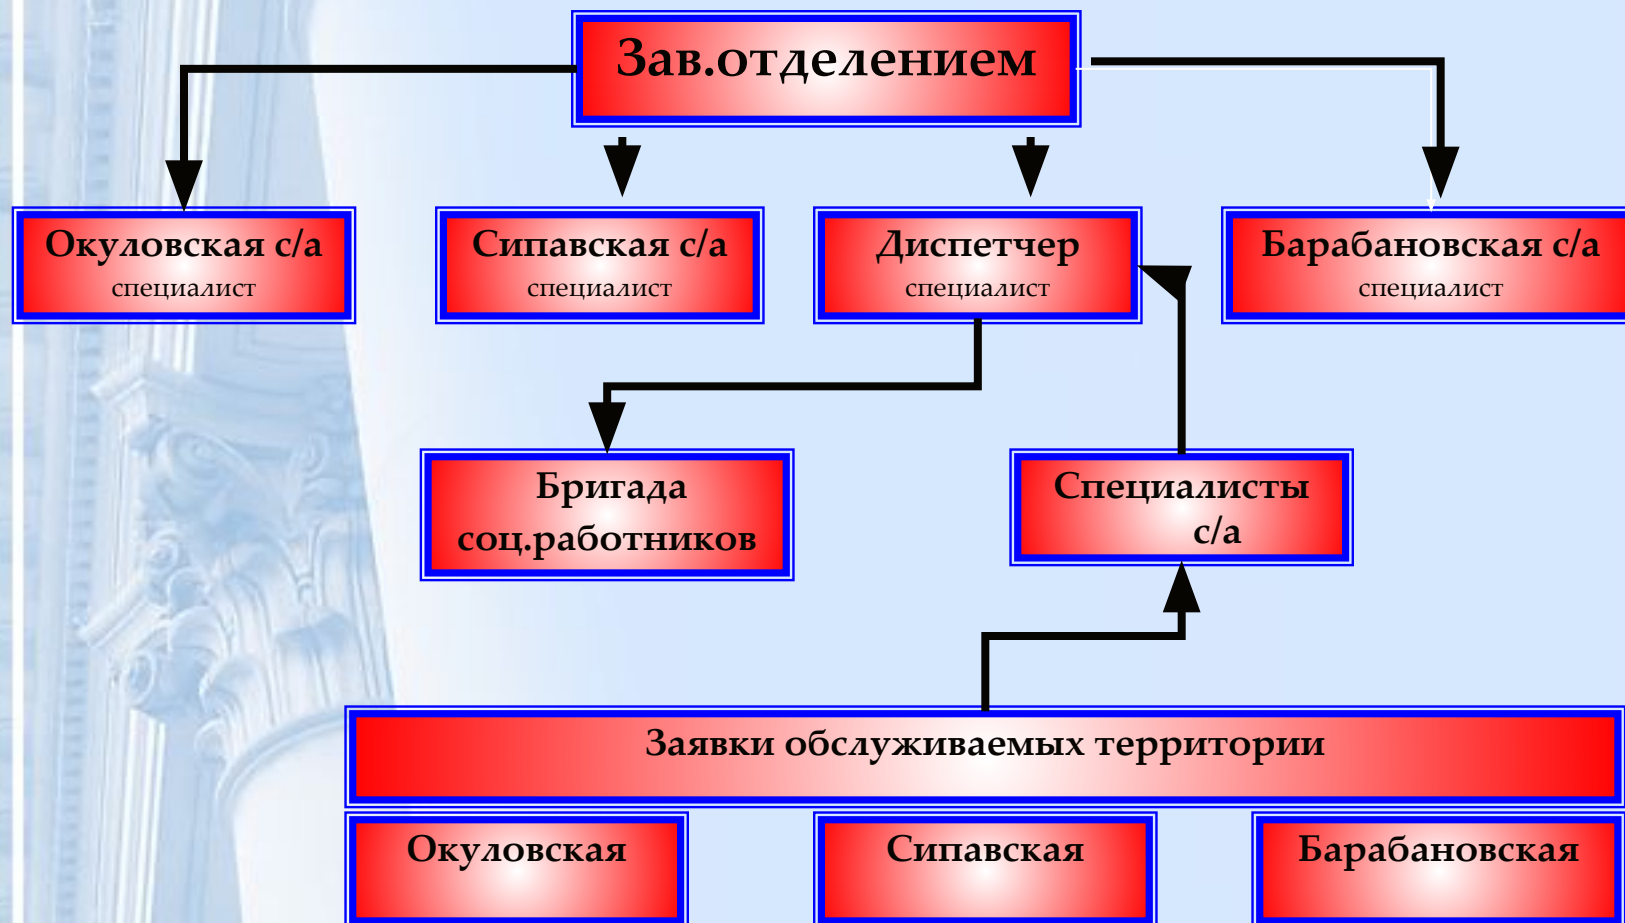 Зав.отделением
Окуловская с/а
специалист
Сипавская с/а
специалист
Диспетчер
специалист
Барабановская с/а
специалист
Бригада
соц.работников
Специалисты
с/а
Заявки обслуживаемых территории
Окуловская
Сипавская
Барабановская